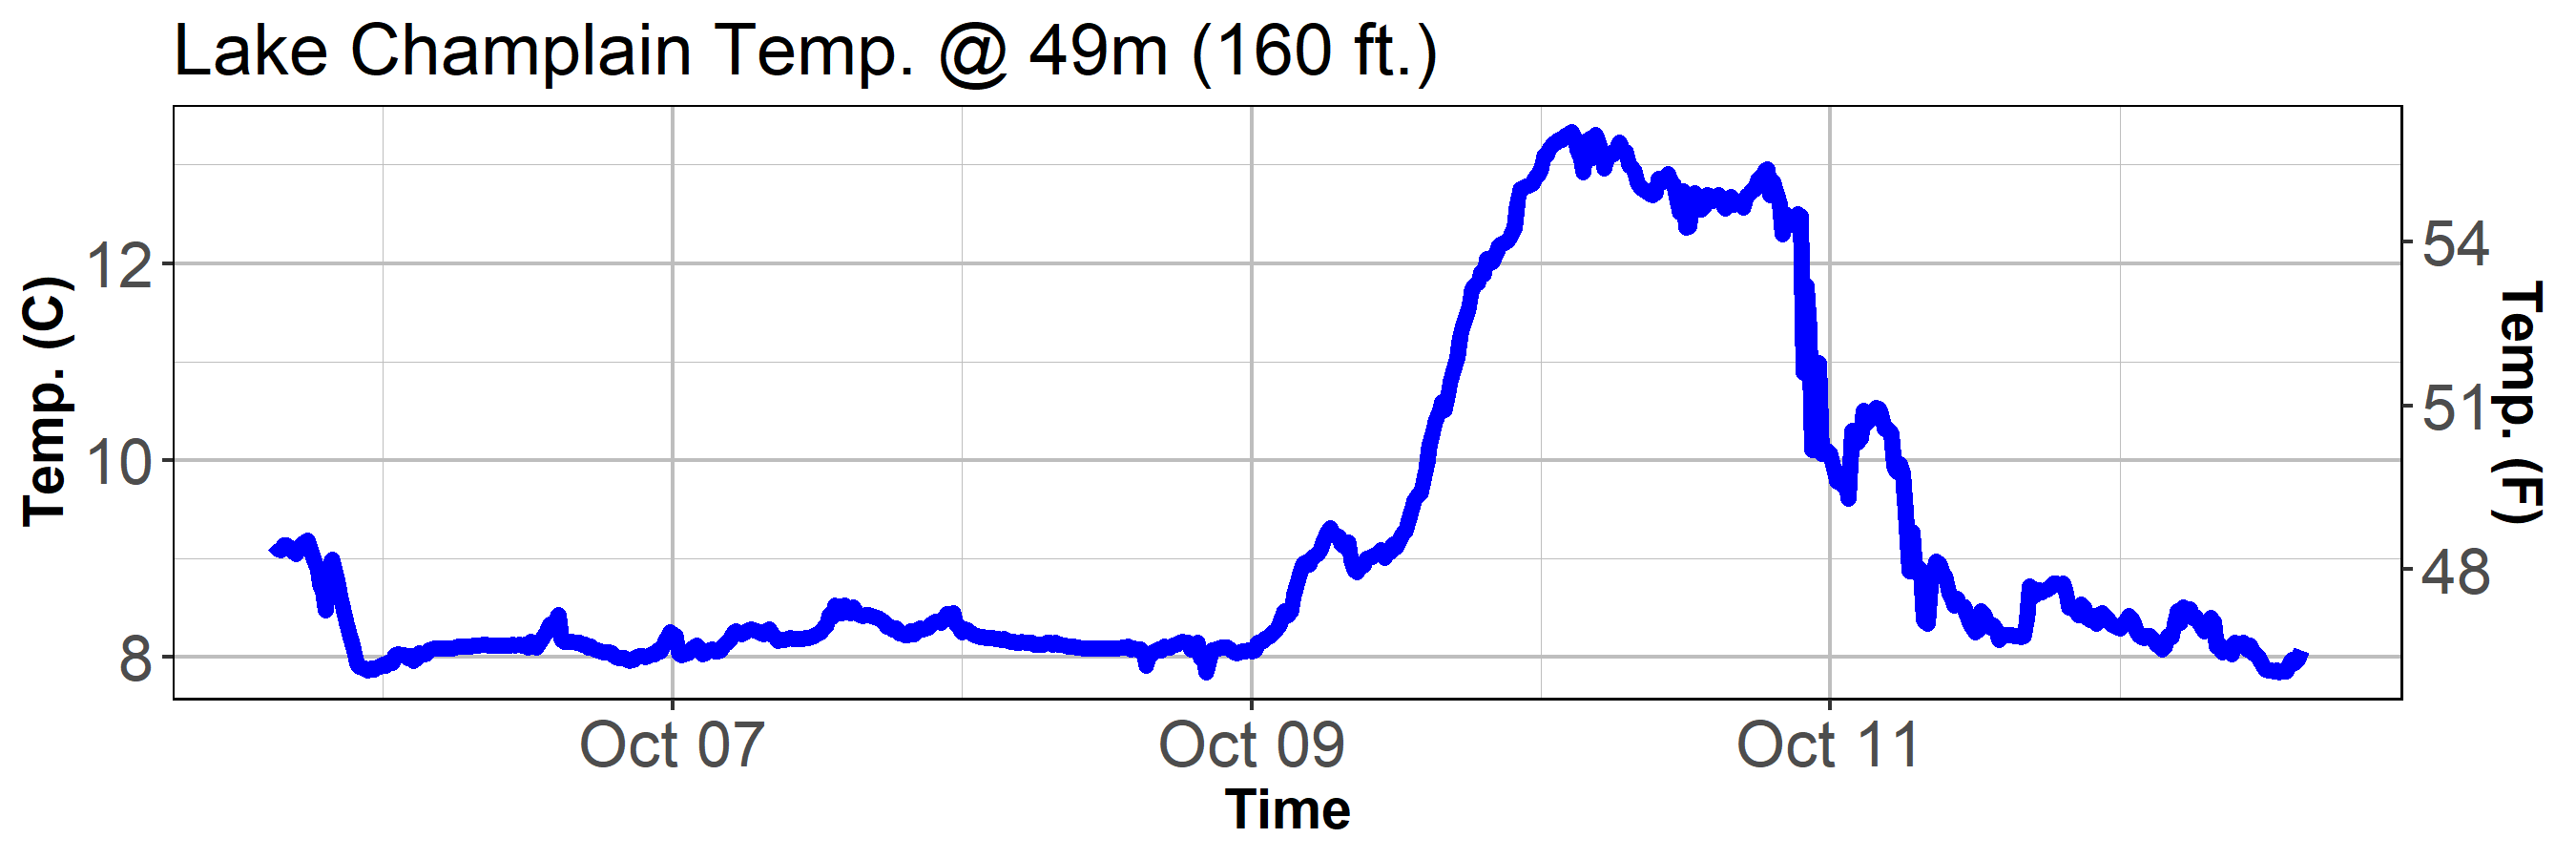 Lake Champlain Temp. @ 49m (160 ft.)
Temp. (C)
12
10
8
54
51
48
Temp. (F)
Oct 07
Oct 09
Oct 11
Time